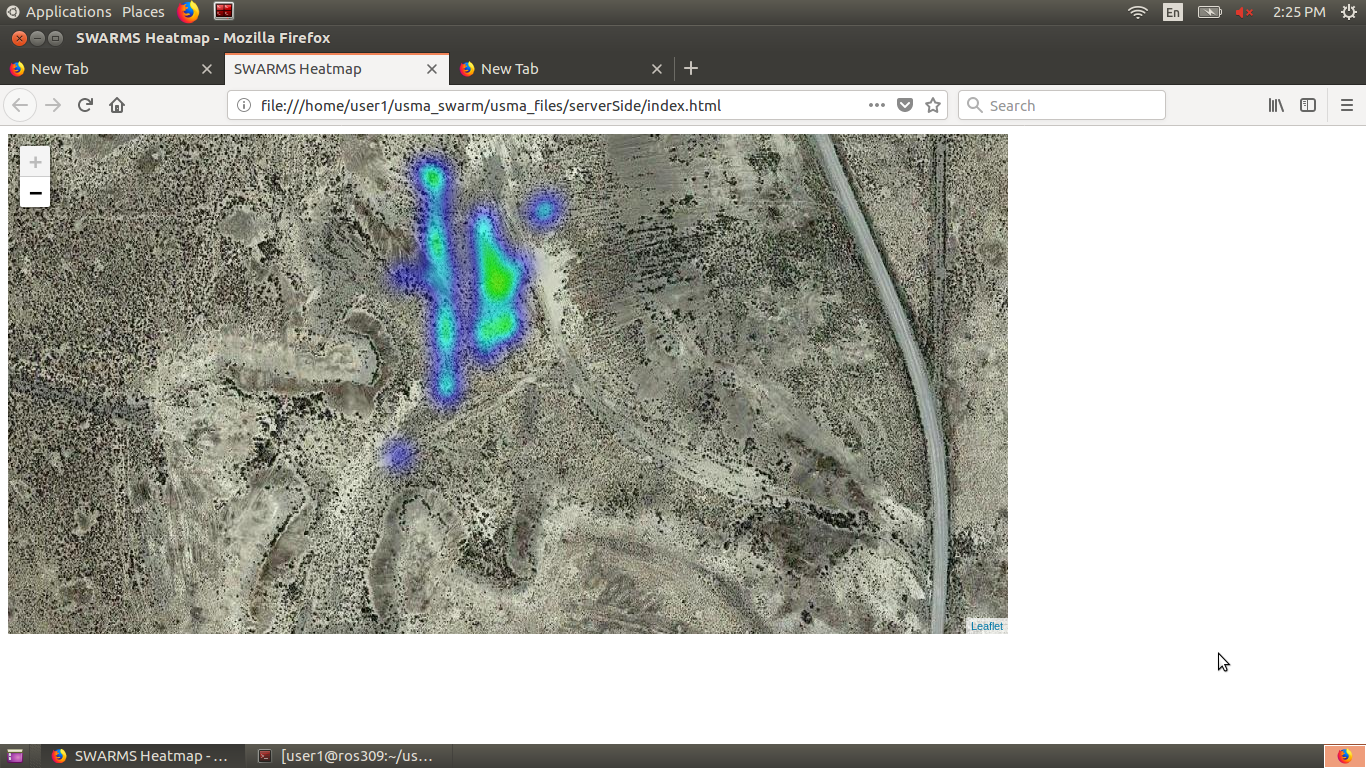 Applications Places En 2:25 PM
SWARMS Heatmap - Mozilla Firefox
New Tab SWARMS Heatmap New Tab
file:///home/user1/usma_swarm/usma_files/serverSide/index.html Search
+
−
Leaflet
SWARMS Heatmap - ... [user1@ros309:~/us...